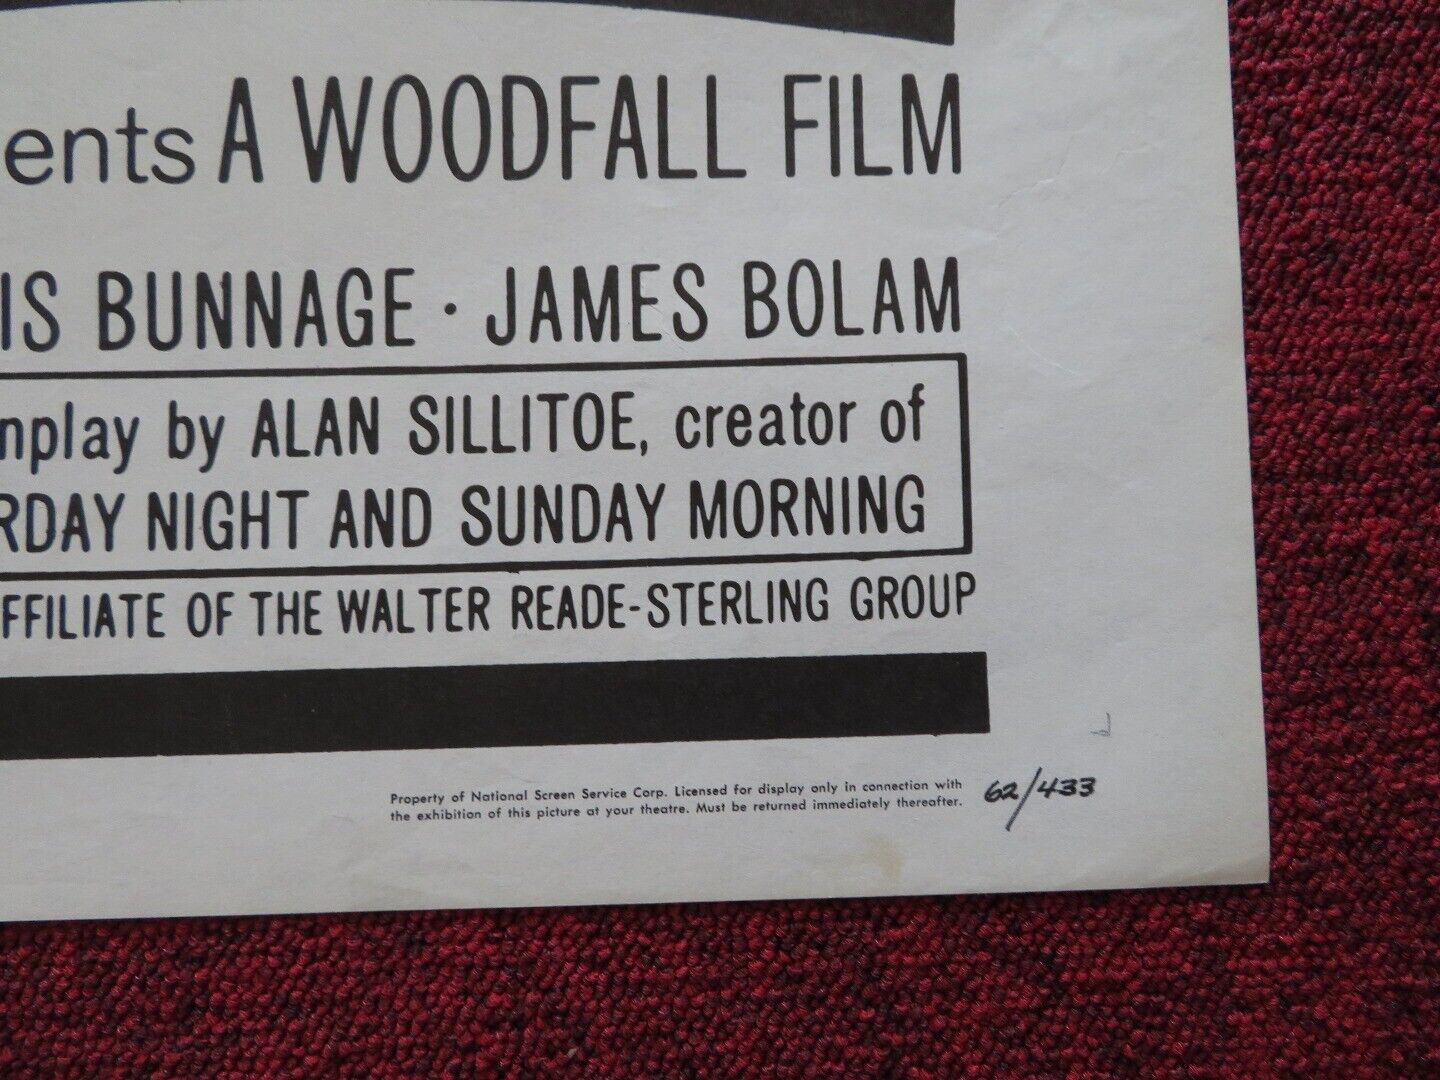 ents A WOODFALL FILM
IS BUNNAGE · JAMES BOLAM
nplay by ALAN SILLITOE, creator of
RDAY NIGHT AND SUNDAY MORNING
FFILIATE OF THE WALTER READE-STERLING GROUP
Property of National Screen Service Corp. Licensed for display only in connection with
the exhibition of this picture at your theatre. Must be returned immediately thereafter.
62/433